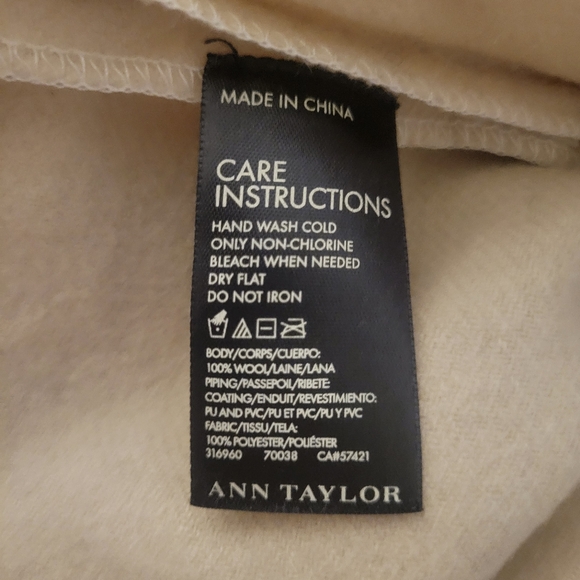 MADE IN CHINA
CARE
INSTRUCTIONS
HAND WASH COLD
ONLY NON-CHLORINE
BLEACH WHEN NEEDED
DRY FLAT
DO NOT IRON
BODY/CORPS/CUERPO:
100% WOOL/LAINE/LANA
PIPING/PASSEPOIL/RIBETE:
COATING/ENDUIT/REVESTIMIENTO:
PU AND PVC/PU ET PVC/PU Y PVC
FABRIC/TISSU/TELA:
100% POLYESTER/POLIÉSTER
316960 70038 CA#57421
ANN TAYLOR